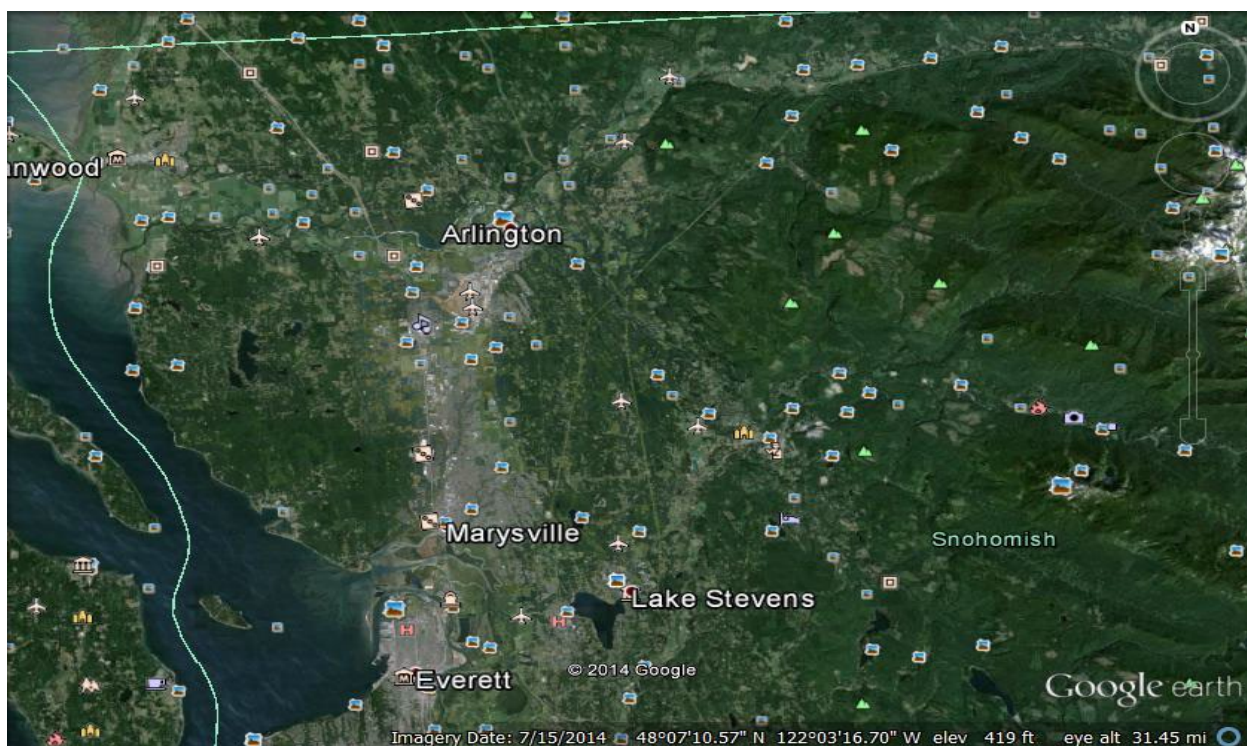 N
anwood
Arlington
Marysville
Snohomish
Lake Stevens
© 2014 Google
Everett
Google earth
Imagery Date: 7/15/2014 48°07'10.57" N 122°03'16.70" W elev 419 ft eye alt 31.45 mi